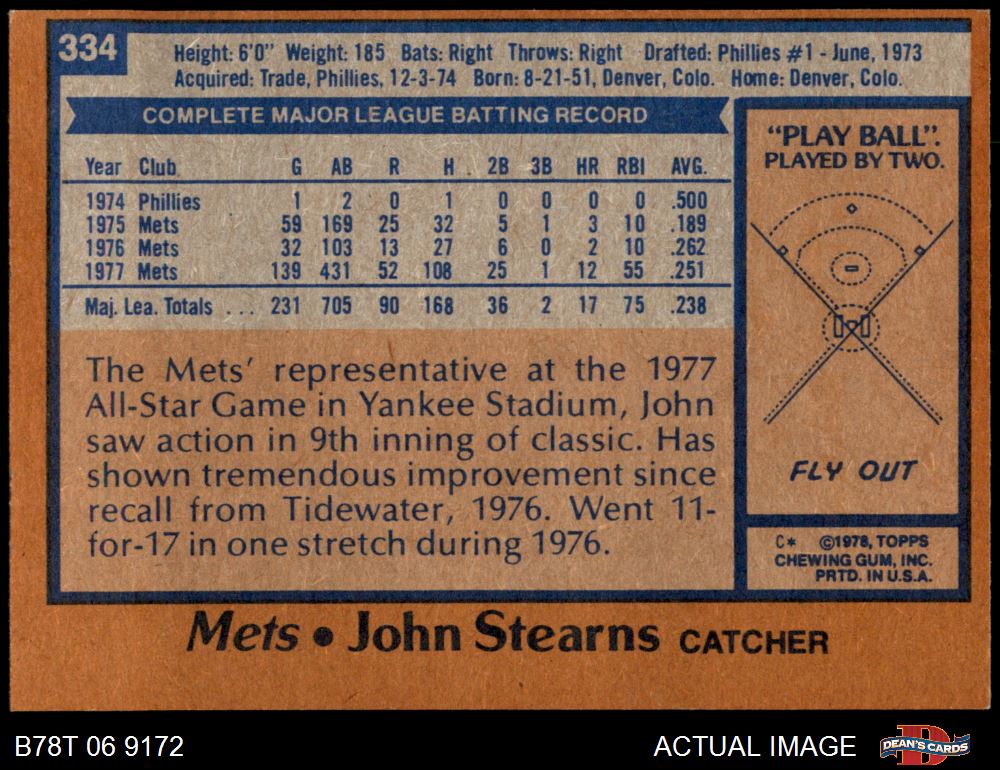 334
Height: 6'0" Weight: 185 Bats: Right Throws: Right Drafted: Phillies #1 - June, 1973
Acquired: Trade, Phillies, 12-3-74 Born: 8-21-51, Denver, Colo. Home: Denver, Colo.
COMPLETE MAJOR LEAGUE BATTING RECORD
Year Club G AB R H 2B 3B HR RBI AVG.
1974 Phillies 1 2 0 1 0 0 0 0 .500
1975 Mets 59 169 25 32 5 1 3 10 .189
1976 Mets 32 103 13 27 6 0 2 10 .262
1977 Mets 139 431 52 108 25 1 12 55 .251
Maj. Lea. Totals ... 231 705 90 168 36 2 17 75 .238
The Mets' representative at the 1977
All-Star Game in Yankee Stadium, John
saw action in 9th inning of classic. Has
shown tremendous improvement since
recall from Tidewater, 1976. Went 11-
for-17 in one stretch during 1976.
"PLAY BALL".
PLAYED BY TWO.
FLY OUT
C* ©1978, TOPPS
CHEWING GUM, INC.
PRTD. IN U.S.A.
Mets • John Stearns CATCHER
B78T 06 9172
ACTUAL IMAGE
D
DEAN'S CARDS